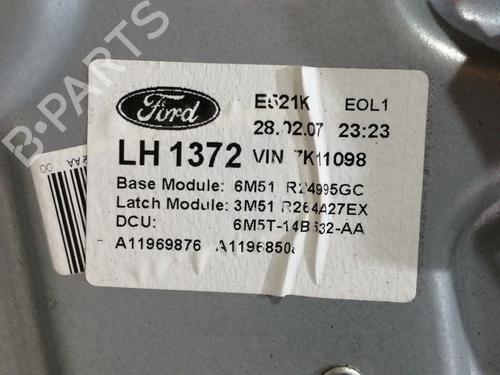 B-PARTS
Ford
E521K EOL1
28.02.07 23:23
LH 1372 VIN 7K11098
Base Module: 6M51 R24995GC
Latch Module: 3M51 R264A27EX
DCU: 6M5T-14B532-AA
A11969876 A11968508